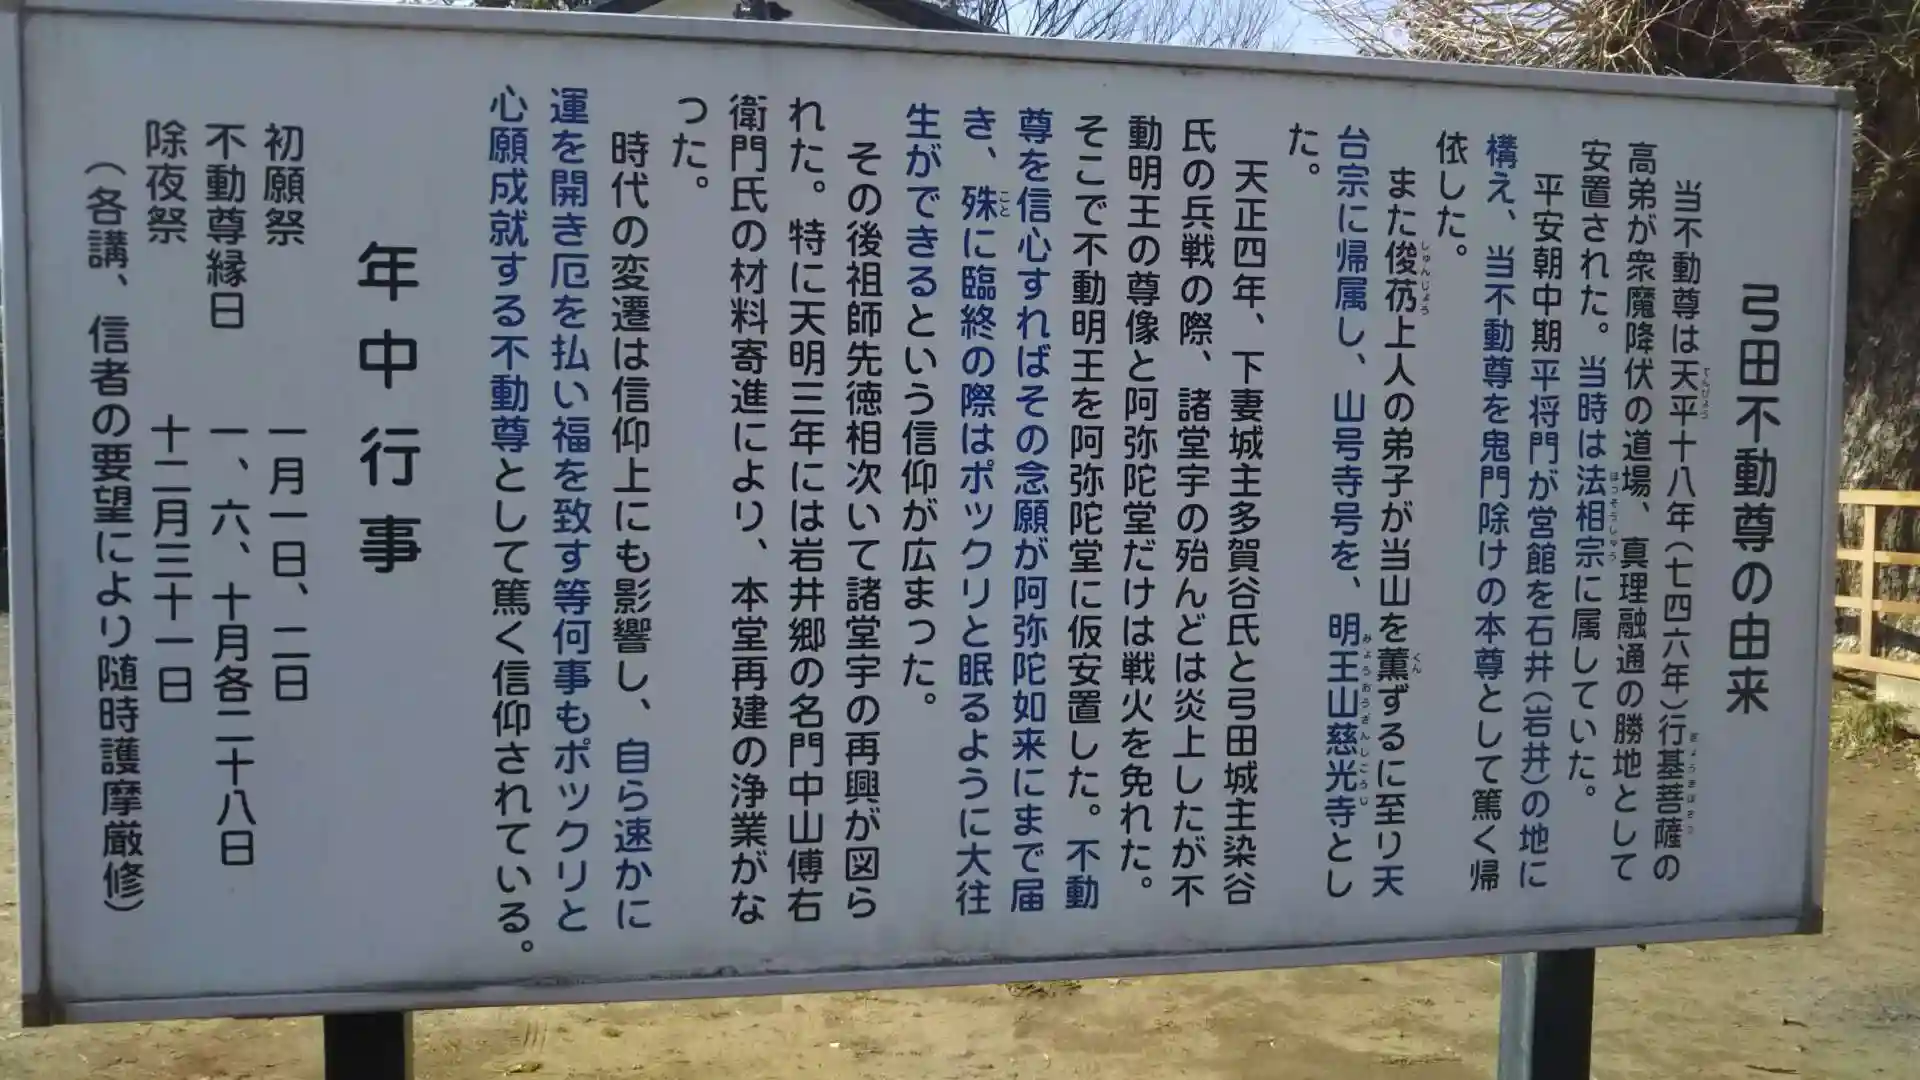 弓田不動尊の由来
当不動尊は天平十八年(七四六年)行基菩薩の
高弟が衆魔降伏の道場、真理融通の勝地として
安置された。当時は法相宗に属していた。
平安朝中期平将門が営館を石井(岩井)の地に
構え、当不動尊を鬼門除けの本尊として篤く帰
依した。
また俊芿上人の弟子が当山を薫ずるに至り天
台宗に帰属し、山号寺号を、明王山慈光寺とし
た。
天正四年、下妻城主多賀谷氏と弓田城主染谷
氏の兵戦の際、諸堂宇の殆んどは炎上したが不
動明王の尊像と阿弥陀堂だけは戦火を免れた。
そこで不動明王を阿弥陀堂に仮安置した。不動
尊を信心すればその念願が阿弥陀如来にまで届
き、殊に臨終の際はポックリと眠るように大往
生ができるという信仰が広まった。
その後祖師先徳相次いで諸堂宇の再興が図ら
れた。特に天明三年には岩井郷の名門中山傳右
衛門氏の材料寄進により、本堂再建の浄業がな
った。
時代の変遷は信仰上にも影響し、自ら速かに
運を開き厄を払い福を致す等何事もポックリと
心願成就する不動尊として篤く信仰されている。
年中行事
初願祭 一月一日、二日
不動尊縁日 一、六、十月各二十八日
除夜祭 十二月三十一日
(各講、信者の要望により随時護摩厳修)